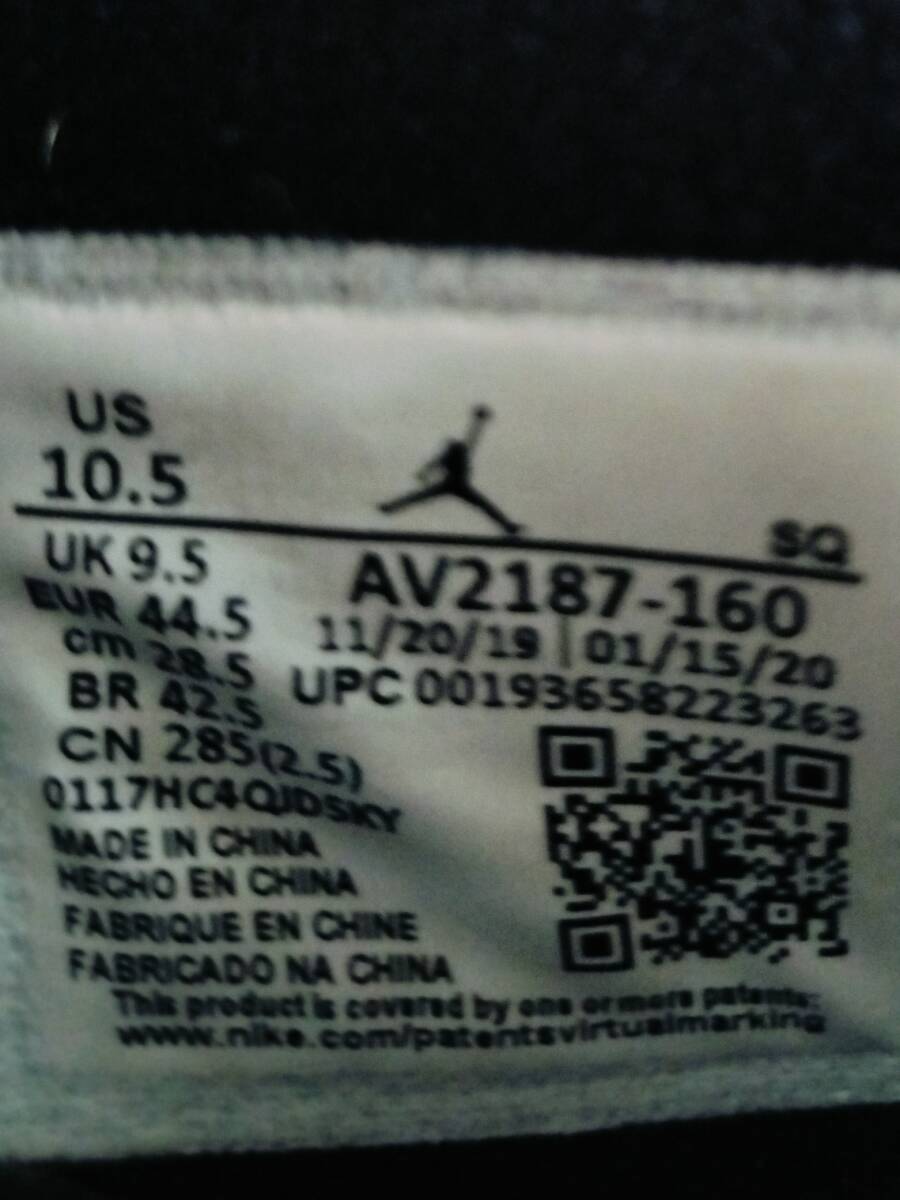 US
10.5
SQ
UK 9.5
AV2187-160
EUR 44.5
11/20/19 | 01/15/20
cm 28.5
BR 42.5
UPC 00193658223263
CN 285(2.5)
0117HC4QJDSKY
MADE IN CHINA
HECHO EN CHINA
FABRIQUE EN CHINE
FABRICADO NA CHINA
This product is covered by one or more patents:
www.nike.com/patentsvirtualmarking